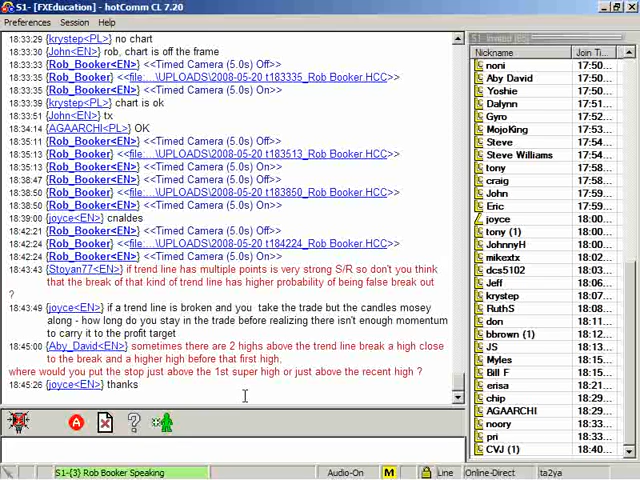 S1- [FXEducation] - hotComm CL 7.20
Preferences Session Help
18:33:29 {krystep<PL>} no chart
18:33:30 {John<EN>} rob, chart is off the frame
18:33:33 {Rob_Booker<EN>} <<Timed Camera (5.0s) Off>>
18:33:35 {Rob_Booker<EN>} <<file:...\UPLOADS\2008-05-20 t183335_Rob Booker.HCC>>
18:33:35 {Rob_Booker<EN>} <<Timed Camera (5.0s) On>>
18:33:39 {krystep<PL>} chart is ok
18:33:51 {John<EN>} tx
18:34:14 {AGAARCHI<PL>} OK
18:35:11 {Rob_Booker<EN>} <<Timed Camera (5.0s) Off>>
18:35:13 {Rob_Booker<EN>} <<file:...\UPLOADS\2008-05-20 t183513_Rob Booker.HCC>>
18:35:13 {Rob_Booker<EN>} <<Timed Camera (5.0s) On>>
18:38:47 {Rob_Booker<EN>} <<Timed Camera (5.0s) Off>>
18:38:50 {Rob_Booker<EN>} <<file:...\UPLOADS\2008-05-20 t183850_Rob Booker.HCC>>
18:38:50 {Rob_Booker<EN>} <<Timed Camera (5.0s) On>>
18:39:00 {joyce<EN>} cnaldes
18:42:21 {Rob_Booker<EN>} <<Timed Camera (5.0s) Off>>
18:42:24 {Rob_Booker<EN>} <<file:...\UPLOADS\2008-05-20 t184224_Rob Booker.HCC>>
18:42:24 {Rob_Booker<EN>} <<Timed Camera (5.0s) On>>
18:43:43 {Stoyan77<EN>} if trend line has multiple points is very strong S/R so don't you think
that the break of that kind of trend line has higher probability of being false break out
?
18:43:49 {joyce<EN>} if a trend line is broken and you take the trade but the candles mosey
along - how long do you stay in the trade before realizing there isn't enough momentum
to carry it to the profit target
18:45:00 {Aby_David<EN>} sometimes there are 2 highs above the trend line break a high close
to the break and a higher high before that first high,
where would you put the stop just above the 1st super high or just above the recent high ?
18:45:26 {joyce<EN>} thanks
S1 Invited IDs
Nickname Join Ti...
noni 17:50...
Aby David 17:50...
Yoshie 17:50...
Dalynn 17:51...
Gyro 17:52...
MojoKing 17:53...
Steve 17:54...
Steve Williams 17:54...
tony 17:57...
craig 17:58...
John 17:59...
Eric 17:59...
joyce 18:00...
tony (1) 18:00...
JohnnyH 18:00...
mikextx 18:00...
dcs5102 18:01...
Jeff 18:01...
krystep 18:01...
RuthS 18:01...
don 18:01...
bbrown (1) 18:01...
JS 18:03...
Myles 18:05...
Bill F 18:12...
erisa 18:23...
chip 18:29...
AGAARCHI 18:29...
noory 18:39...
pri 18:44...
CVJ (1) 18:49...
A ?
S1-{3} Rob Booker Speaking Audio-On M Line Online-Direct ta2ya